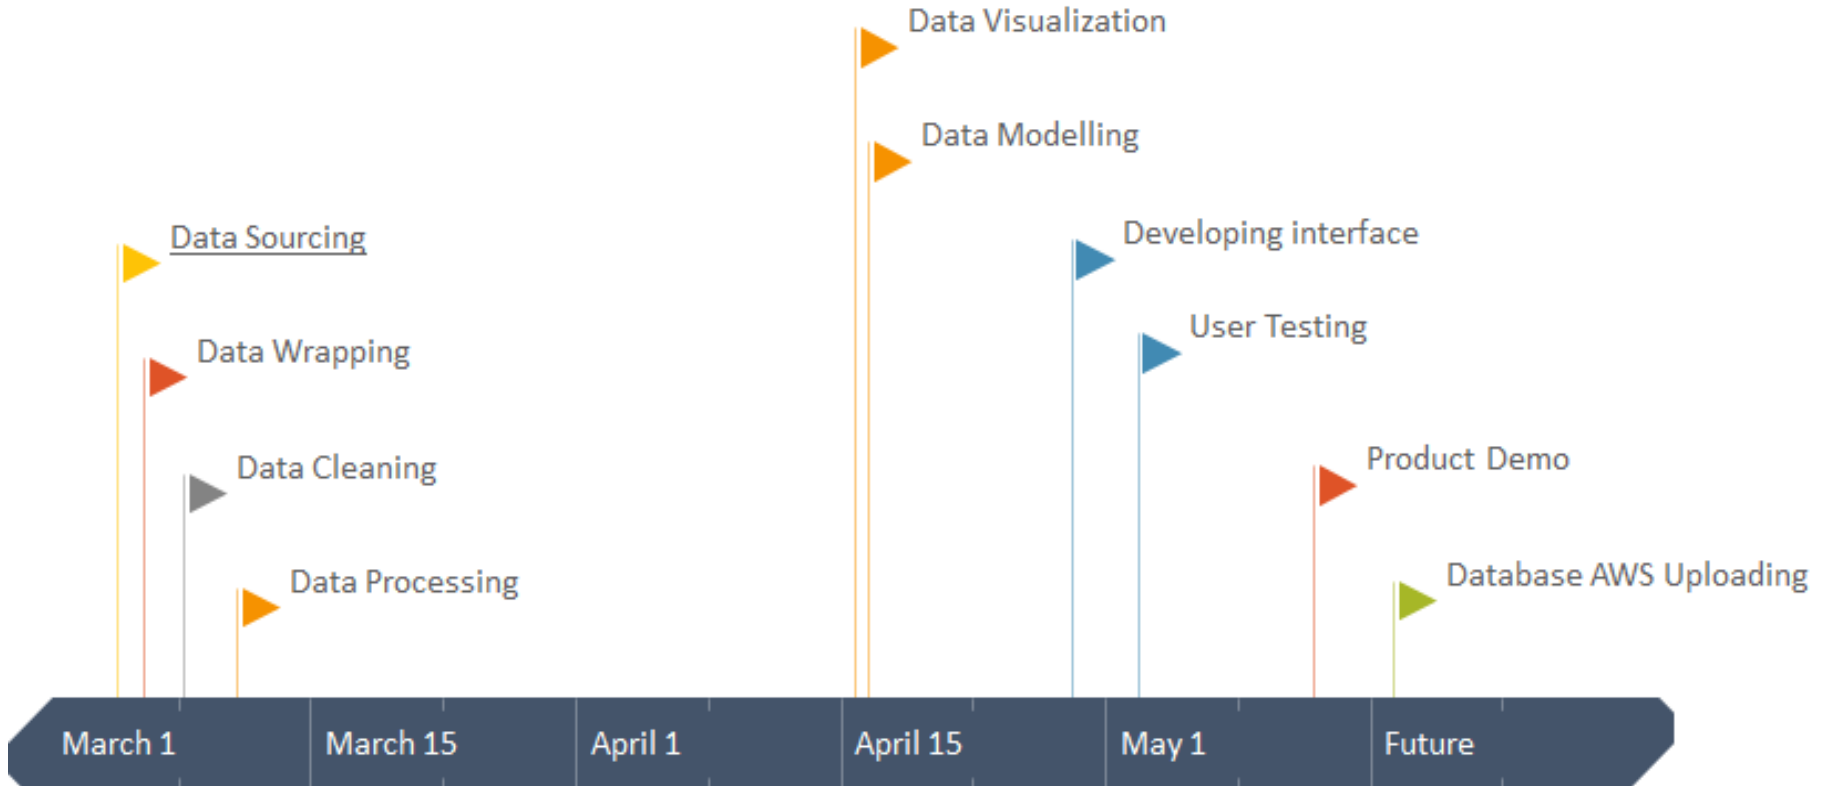 Data Visualization
Data Modelling
Data Sourcing
Developing interface
User Testing
Data Wrapping
Data Cleaning
Product Demo
Data Processing
Database AWS Uploading
March 1
March 15
April 1
April 15
May 1
Future